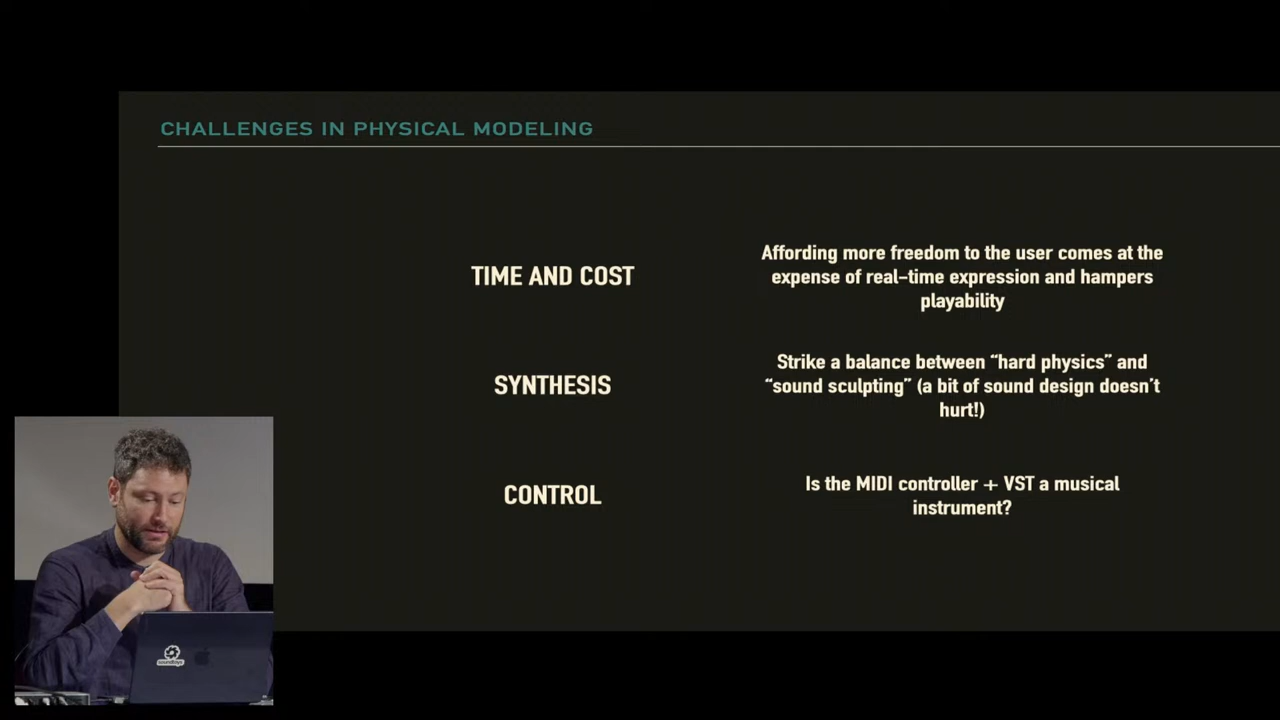 CHALLENGES IN PHYSICAL MODELING
TIME AND COST
Affording more freedom to the user comes at the
expense of real-time expression and hampers
playability
SYNTHESIS
Strike a balance between “hard physics” and
“sound sculpting” (a bit of sound design doesn’t
hurt!)
CONTROL
Is the MIDI controller + VST a musical
instrument?
soundtoys